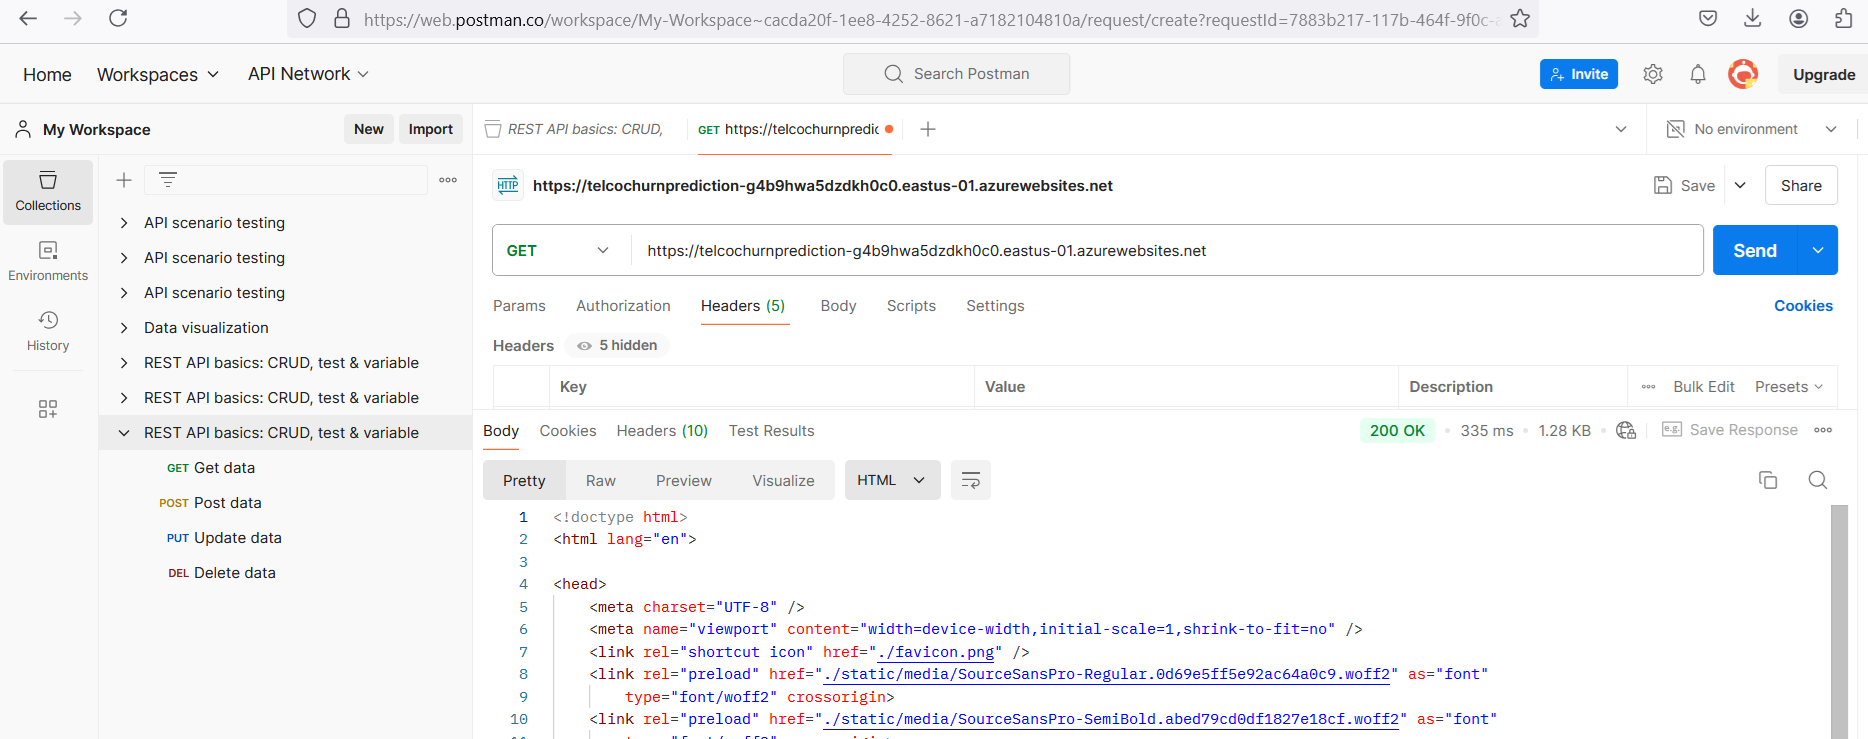 https://web.postman.co/workspace/My-Workspace~cacda20f-1ee8-4252-8621-a7182104810a/request/create?requestId=7883b217-117b-464f-9f0c-a
Home Workspaces API Network Search Postman Invite Upgrade
My Workspace New Import REST API basics: CRUD, GET https://telcochurnpredic No environment
Collections
Environments
History
API scenario testing
API scenario testing
API scenario testing
Data visualization
REST API basics: CRUD, test & variable
REST API basics: CRUD, test & variable
REST API basics: CRUD, test & variable
GET Get data
POST Post data
PUT Update data
DEL Delete data
HTTP https://telcochurnprediction-g4b9hwa5dzdkh0c0.eastus-01.azurewebsites.net Save Share
GET https://telcochurnprediction-g4b9hwa5dzdkh0c0.eastus-01.azurewebsites.net Send
Params Authorization Headers (5) Body Scripts Settings Cookies
Headers 5 hidden
Key Value Description Bulk Edit Presets
Body Cookies Headers (10) Test Results 200 OK 335 ms 1.28 KB e.g. Save Response
Pretty Raw Preview Visualize HTML
1 <!doctype html>
2 <html lang="en">
3
4 <head>
5 <meta charset="UTF-8" />
6 <meta name="viewport" content="width=device-width,initial-scale=1,shrink-to-fit=no" />
7 <link rel="shortcut icon" href="./favicon.png" />
8 <link rel="preload" href="./static/media/SourceSansPro-Regular.0d69e5ff5e92ac64a0c9.woff2" as="font"
9 type="font/woff2" crossorigin>
10 <link rel="preload" href="./static/media/SourceSansPro-SemiBold.abed79cd0df1827e18cf.woff2" as="font"